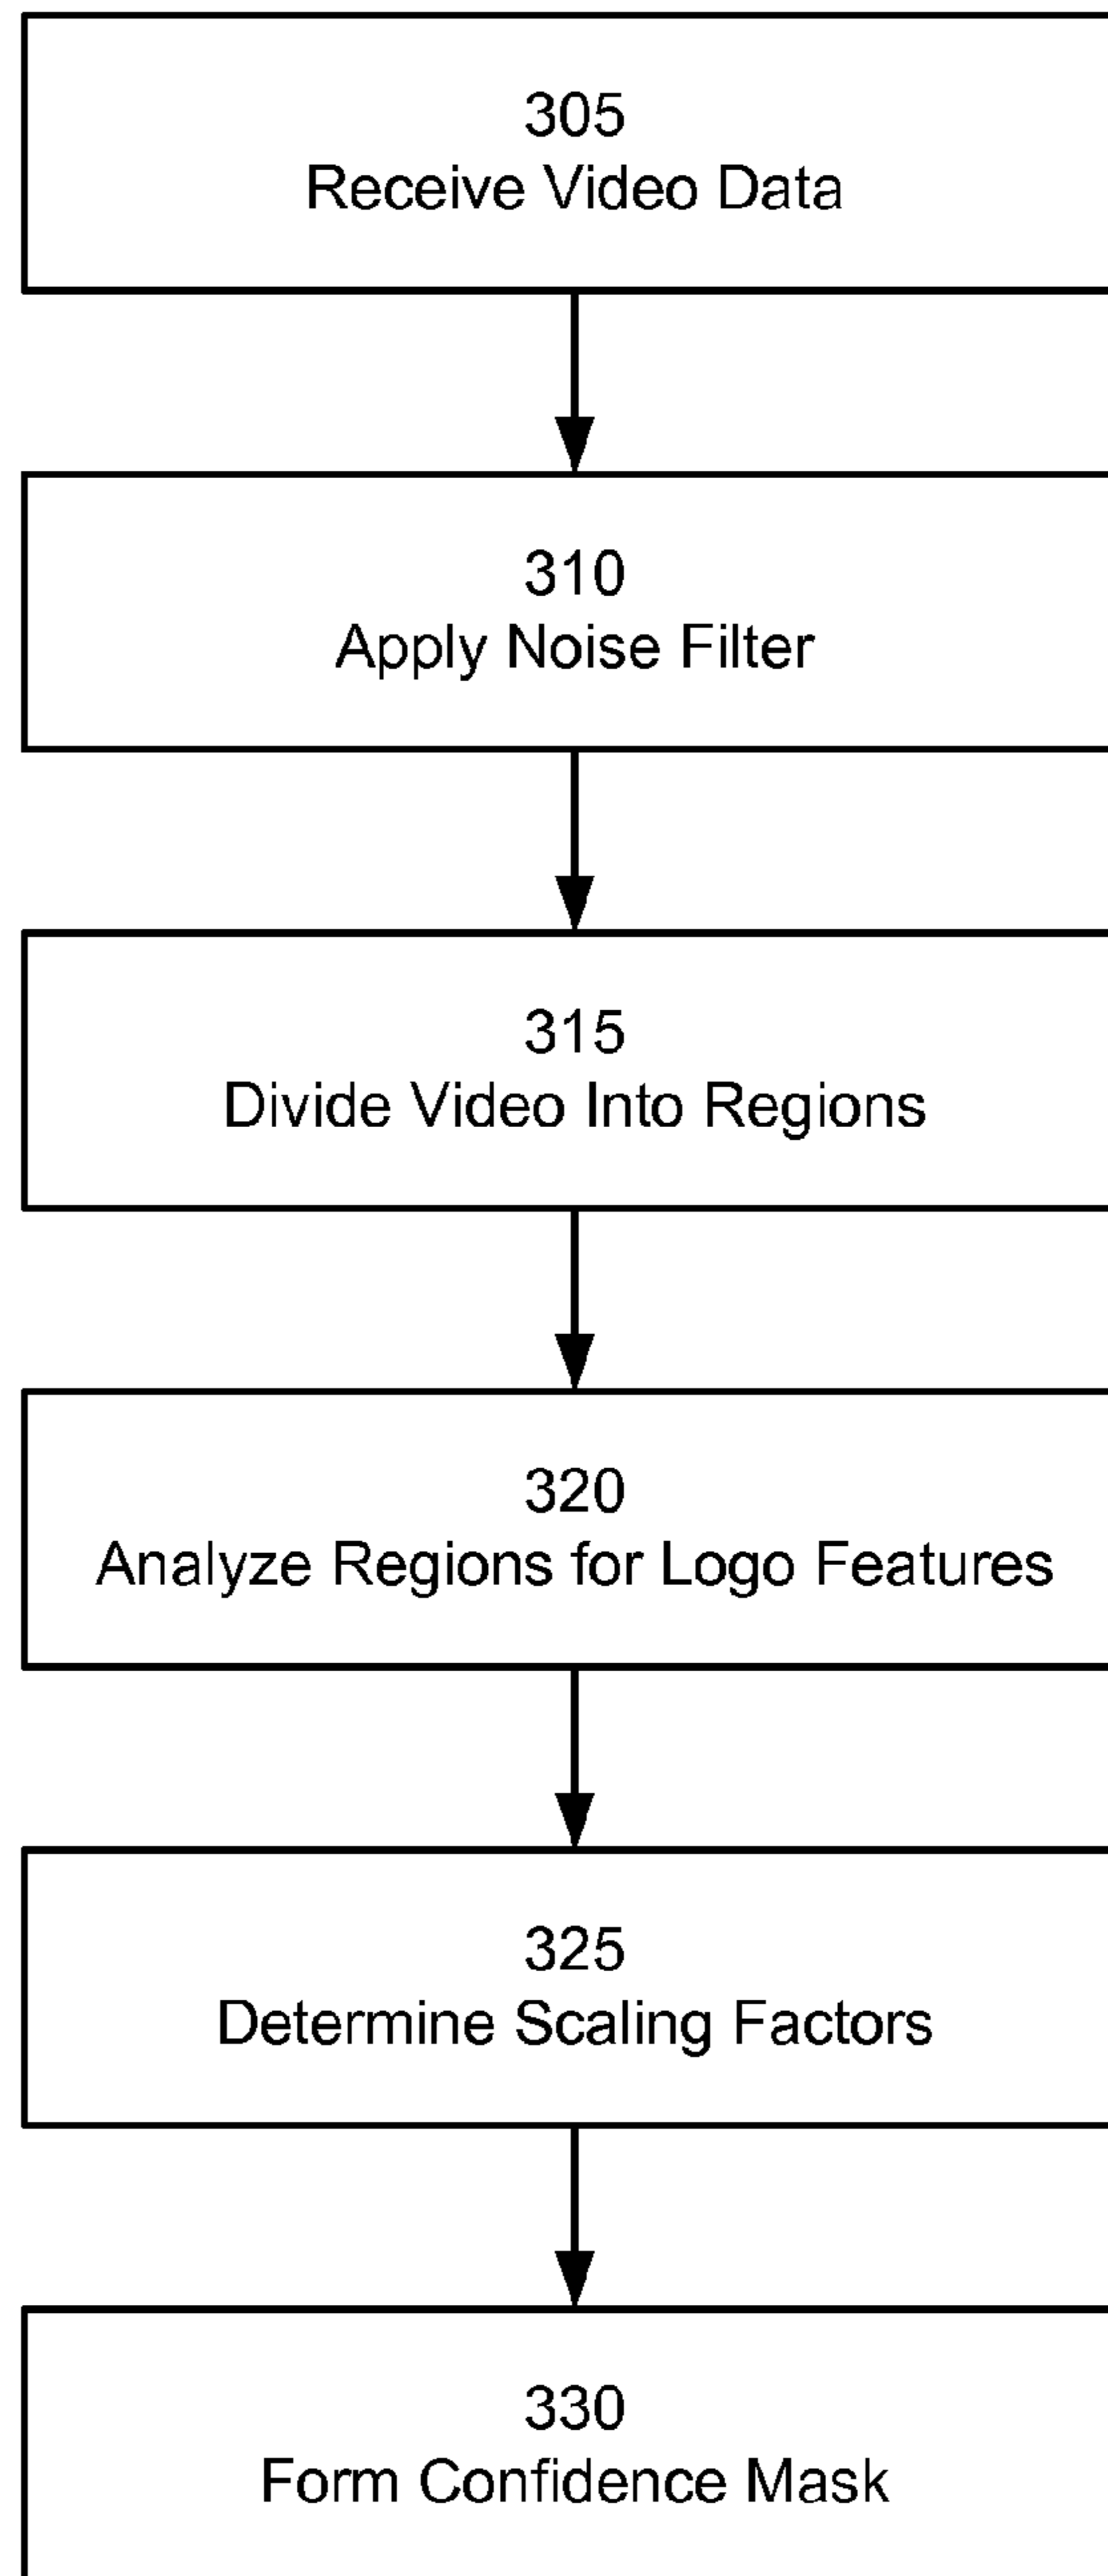 305
Receive Video Data
310
Apply Noise Filter
315
Divide Video Into Regions
320
Analyze Regions for Logo Features
325
Determine Scaling Factors
330
Form Confidence Mask